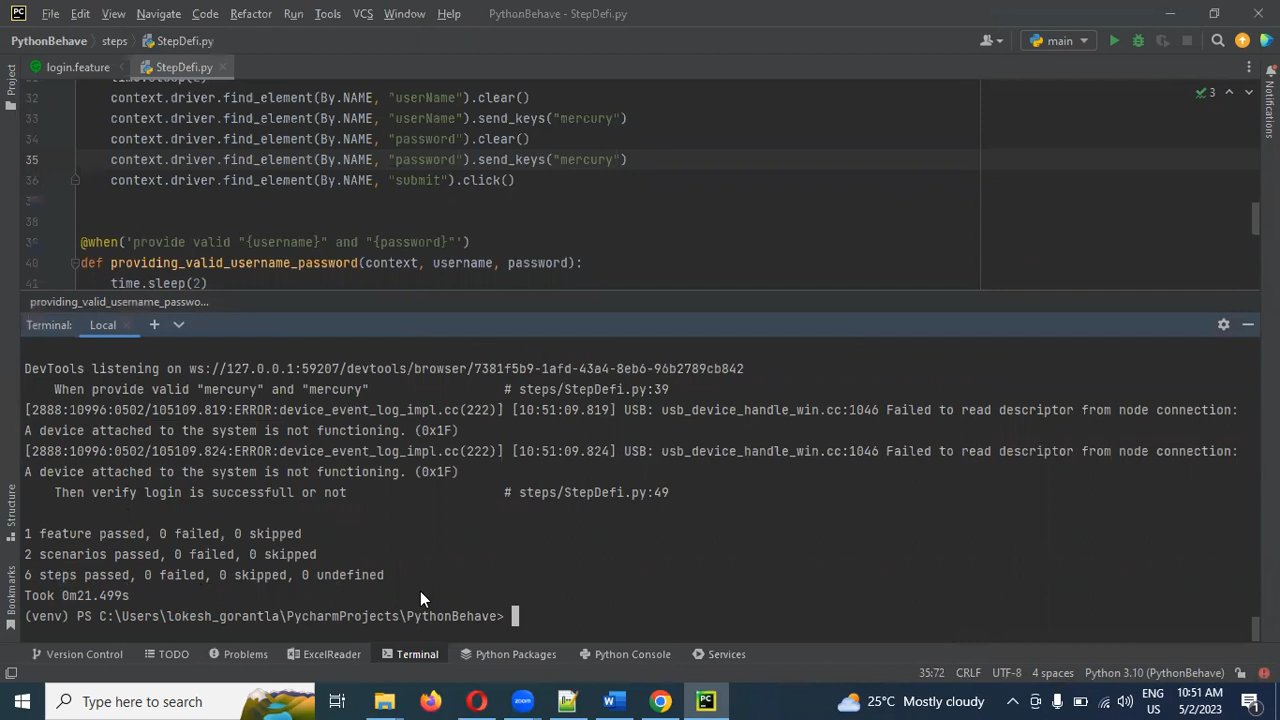 PC File Edit View Navigate Code Refactor Run Tools VCS Window Help PythonBehave - StepDefi.py
PythonBehave steps StepDefi.py main
login.feature StepDefi.py
Project
Notifications
32 context.driver.find_element(By.NAME, "userName").clear() 3
33 context.driver.find_element(By.NAME, "userName").send_keys("mercury")
34 context.driver.find_element(By.NAME, "password").clear()
35 context.driver.find_element(By.NAME, "password").send_keys("mercury")
36 context.driver.find_element(By.NAME, "submit").click()
38
39 @when('provide valid "{username}" and "{password}"')
40 def providing_valid_username_password(context, username, password):
41 time.sleep(2)
providing_valid_username_passwo...
Terminal: Local
DevTools listening on ws://127.0.0.1:59207/devtools/browser/7381f5b9-1afd-43a4-8eb6-96b2789cb842
When provide valid "mercury" and "mercury" # steps/StepDefi.py:39
[2888:10996:0502/105109.819:ERROR:device_event_log_impl.cc(222)] [10:51:09.819] USB: usb_device_handle_win.cc:1046 Failed to read descriptor from node connection:
A device attached to the system is not functioning. (0x1F)
[2888:10996:0502/105109.824:ERROR:device_event_log_impl.cc(222)] [10:51:09.824] USB: usb_device_handle_win.cc:1046 Failed to read descriptor from node connection:
A device attached to the system is not functioning. (0x1F)
Then verify login is successfull or not # steps/StepDefi.py:49
Structure
1 feature passed, 0 failed, 0 skipped
2 scenarios passed, 0 failed, 0 skipped
6 steps passed, 0 failed, 0 skipped, 0 undefined
Took 0m21.499s
Bookmarks
(venv) PS C:\Users\lokesh_gorantla\PycharmProjects\PythonBehave>
Version Control TODO Problems ExcelReader Terminal Python Packages Python Console Services
35:72 CRLF UTF-8 4 spaces Python 3.10 (PythonBehave)
Type here to search zoom W PC 25°C Mostly cloudy ENG 10:51 AM
US 5/2/2023 1